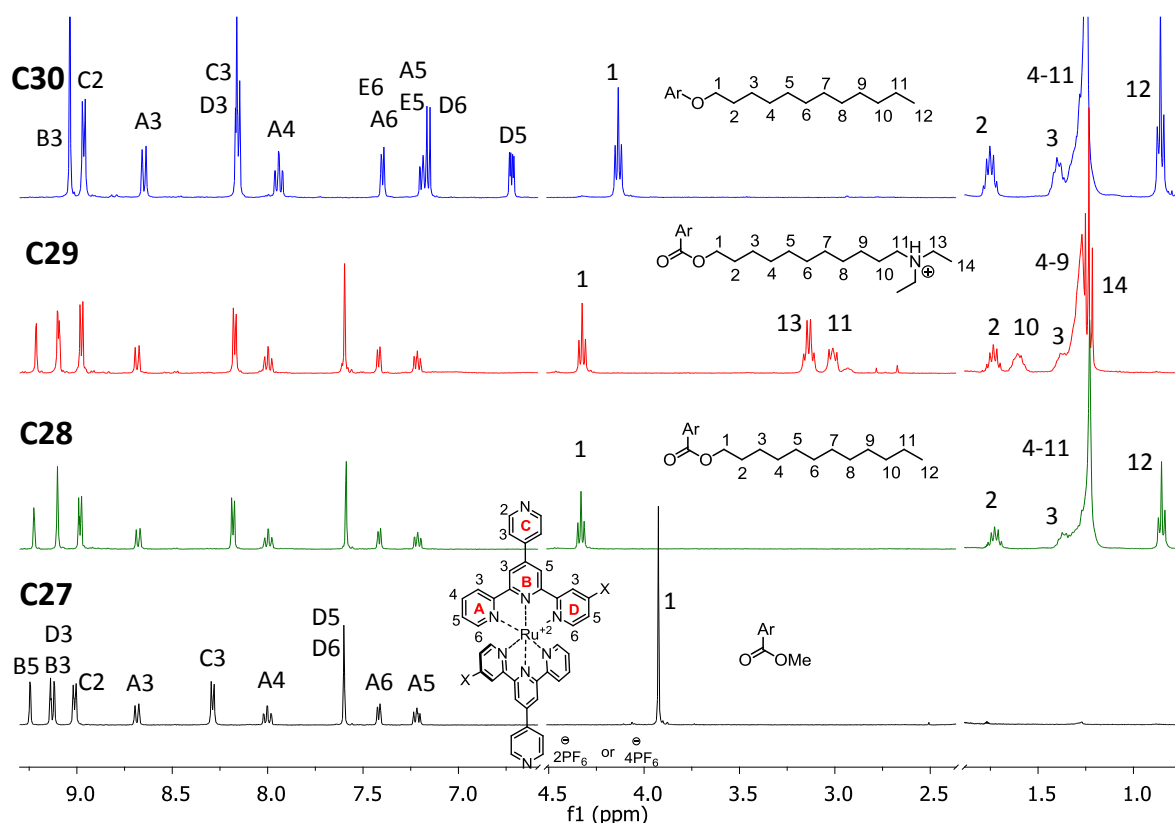 C30
B3
C2
A3
C3
D3
A4
E6
A6
A5
E5
D6
D5
1
Ar
O
1
3
5
7
9
11
2
4
6
8
10
12
2
3
4-11
12
C29
1
Ar
O
O
1
3
5
7
9
11
H
N
13
2
4
6
8
10
14
⊕
13
11
2
10
3
4-9
14
C28
1
Ar
O
O
1
3
5
7
9
11
2
4
6
8
10
12
2
3
4-11
12
C27
B5
D3
B3
C2
A3
C3
A4
D5
D6
A6
A5
N
2
C
3
3
B
5
3
X
4
3
A
5
N
N
N
D
5
6
6
Ru+2
N
N
N
X
N
⊖ ⊖
2PF6 or 4PF6
1
Ar
O
OMe
9.0 8.5 8.0 7.5 7.0 4.5 4.0 3.5 3.0 2.5 1.5 1.0
f1 (ppm)